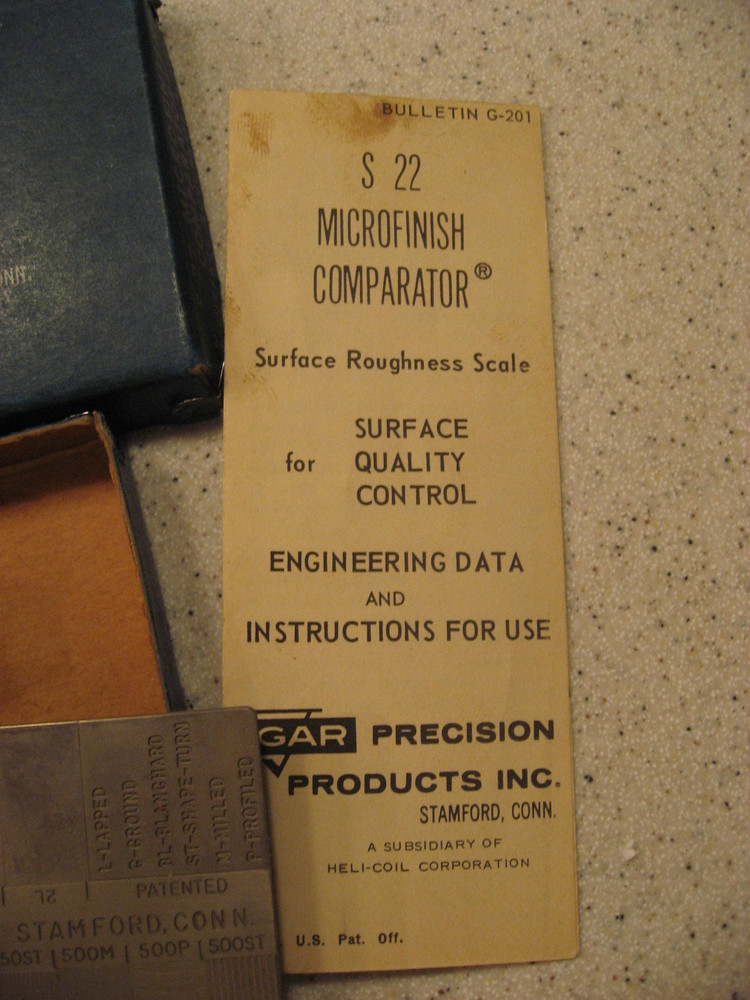 BULLETIN G-201
S 22
MICROFINISH
COMPARATOR®
Surface Roughness Scale
SURFACE
for QUALITY
CONTROL
ENGINEERING DATA
AND
INSTRUCTIONS FOR USE
GAR PRECISION
PRODUCTS INC.
STAMFORD, CONN.
A SUBSIDIARY OF
HELI-COIL CORPORATION
U.S. Pat. Off.
L-LAPPED
G-GROUND
BL-BLANCHARD
ST-SHAPE-TURN
M-MILLED
P-PROFILED
2L
PATENTED
STAMFORD, CONN.
50ST | 500M | 500P | 500ST